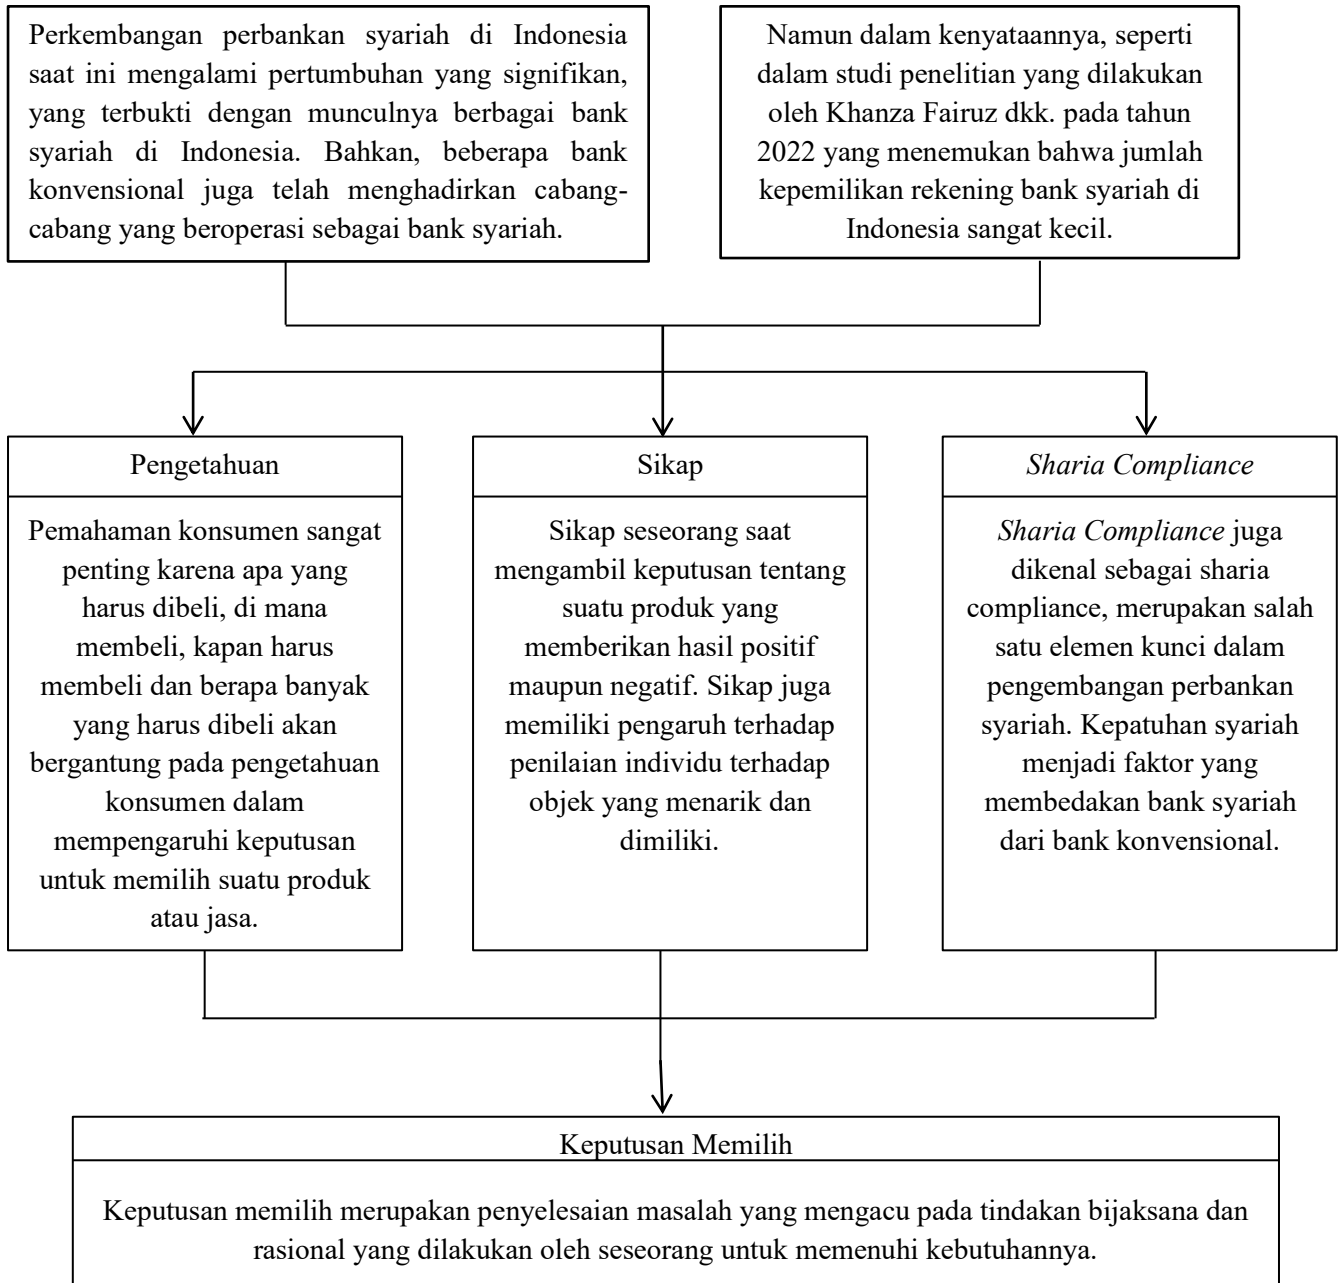 Perkembangan perbankan syariah di Indonesia
saat ini mengalami pertumbuhan yang signifikan,
yang terbukti dengan munculnya berbagai bank
syariah di Indonesia. Bahkan, beberapa bank
konvensional juga telah menghadirkan cabang-
cabang yang beroperasi sebagai bank syariah.
Namun dalam kenyataannya, seperti
dalam studi penelitian yang dilakukan
oleh Khanza Fairuz dkk. pada tahun
2022 yang menemukan bahwa jumlah
kepemilikan rekening bank syariah di
Indonesia sangat kecil.
Pengetahuan
Pemahaman konsumen sangat
penting karena apa yang
harus dibeli, di mana
membeli, kapan harus
membeli dan berapa banyak
yang harus dibeli akan
bergantung pada pengetahuan
konsumen dalam
mempengaruhi keputusan
untuk memilih suatu produk
atau jasa.
Sikap
Sikap seseorang saat
mengambil keputusan tentang
suatu produk yang
memberikan hasil positif
maupun negatif. Sikap juga
memiliki pengaruh terhadap
penilaian individu terhadap
objek yang menarik dan
dimiliki.
Sharia Compliance
Sharia Compliance juga
dikenal sebagai sharia
compliance, merupakan salah
satu elemen kunci dalam
pengembangan perbankan
syariah. Kepatuhan syariah
menjadi faktor yang
membedakan bank syariah
dari bank konvensional.
Keputusan Memilih
Keputusan memilih merupakan penyelesaian masalah yang mengacu pada tindakan bijaksana dan
rasional yang dilakukan oleh seseorang untuk memenuhi kebutuhannya.